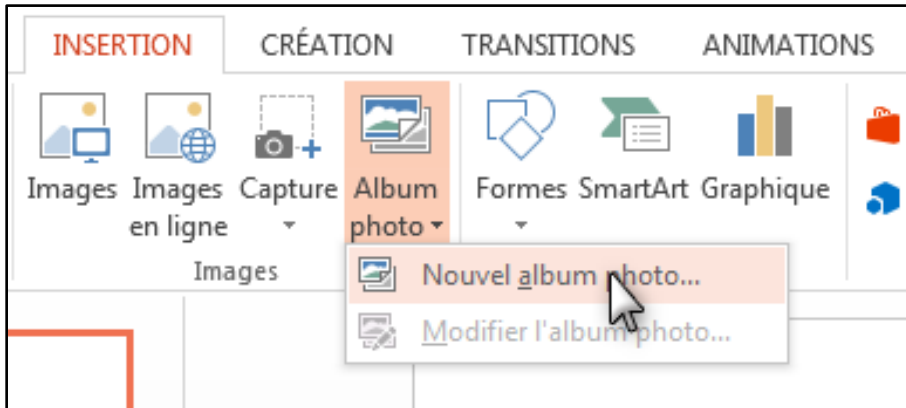 INSERTION CRÉATION TRANSITIONS ANIMATIONS
Images Images en ligne Capture Album photo Formes SmartArt Graphique
Images
Nouvel album photo...
Modifier l'album photo...